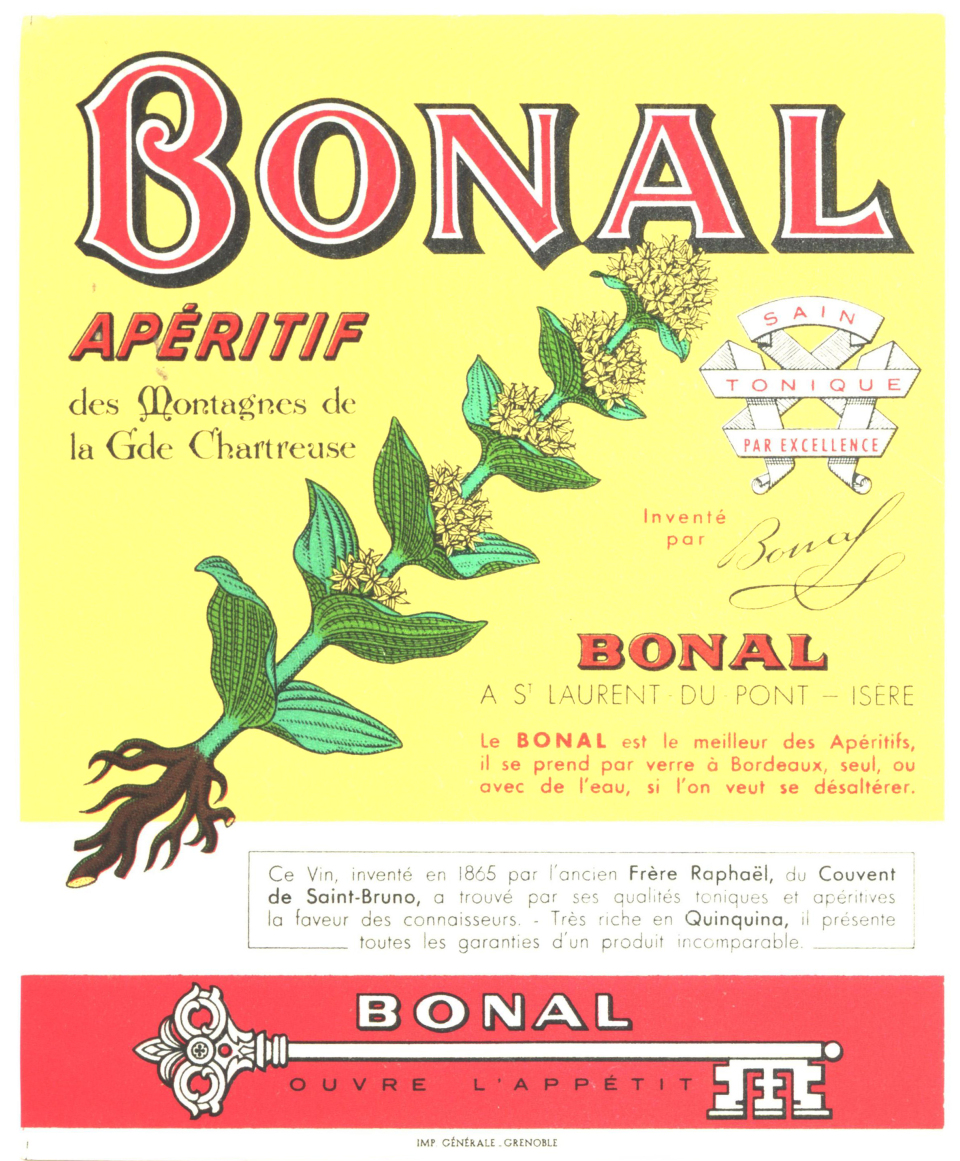 BONAL
APÉRITIF
des Montagnes de
la Gde Chartreuse
SAIN
TONIQUE
PAR EXCELLENCE
Inventé
par
Bonal
BONAL
A ST LAURENT-DU-PONT – ISÈRE
Le BONAL est le meilleur des Apéritifs,
il se prend par verre à Bordeaux, seul, ou
avec de l'eau, si l'on veut se désaltérer.
Ce Vin, inventé en 1865 par l'ancien Frère Raphaël, du Couvent
de Saint-Bruno, a trouvé par ses qualités toniques et apéritives
la faveur des connaisseurs. - Très riche en Quinquina, il présente
toutes les garanties d'un produit incomparable.
BONAL
OUVRE L'APPÉTIT
IMP GÉNÉRALE - GRENOBLE